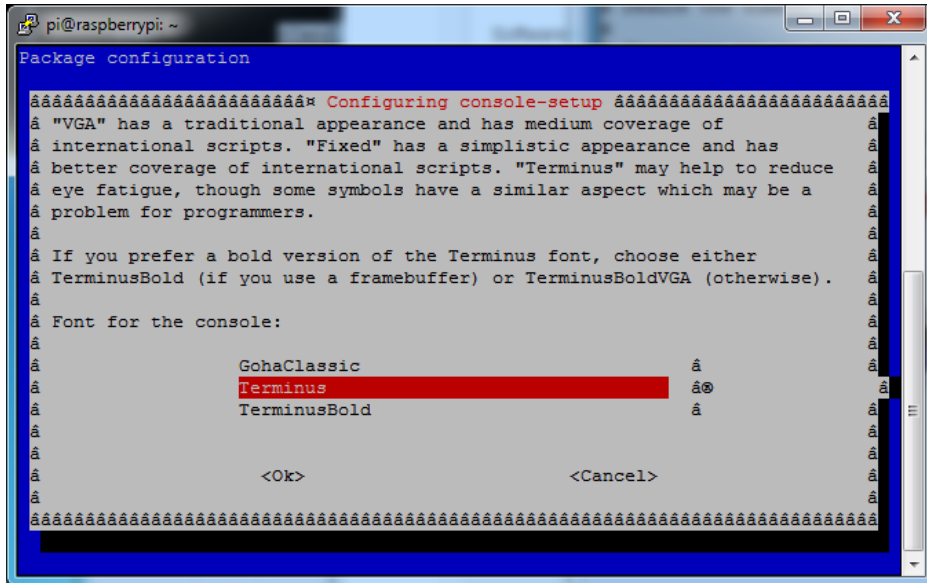 pi@raspberrypi: ~
Package configuration
âââââââââââââââââââââââââ¤ Configuring console-setup âââââââââââââââââââââââââ
â "VGA" has a traditional appearance and has medium coverage of â
â international scripts. "Fixed" has a simplistic appearance and has â
â better coverage of international scripts. "Terminus" may help to reduce â
â eye fatigue, though some symbols have a similar aspect which may be a â
â problem for programmers. â
â â
â If you prefer a bold version of the Terminus font, choose either â
â TerminusBold (if you use a framebuffer) or TerminusBoldVGA (otherwise). â
â â
â Font for the console: â
â â
â GohaClassic â â
â Terminus â® â
â TerminusBold â â
â â
â â
â <Ok> <Cancel> â
â â
âââââââââââââââââââââââââââââââââââââââââââââââââââââââââââââââââââââââââââââ